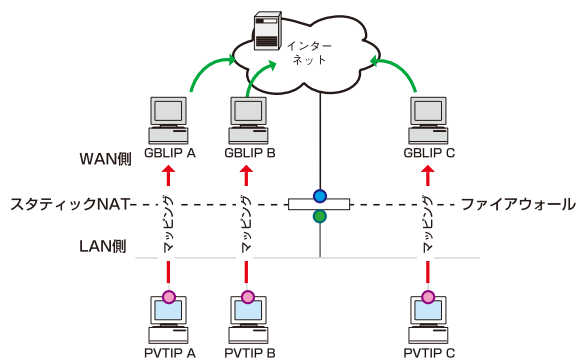 インター
ネット
GBLIP A
GBLIP B
GBLIP C
WAN側
スタティックNAT
マッピング
マッピング
マッピング
ファイアウォール
LAN側
PVTIP A
PVTIP B
PVTIP C